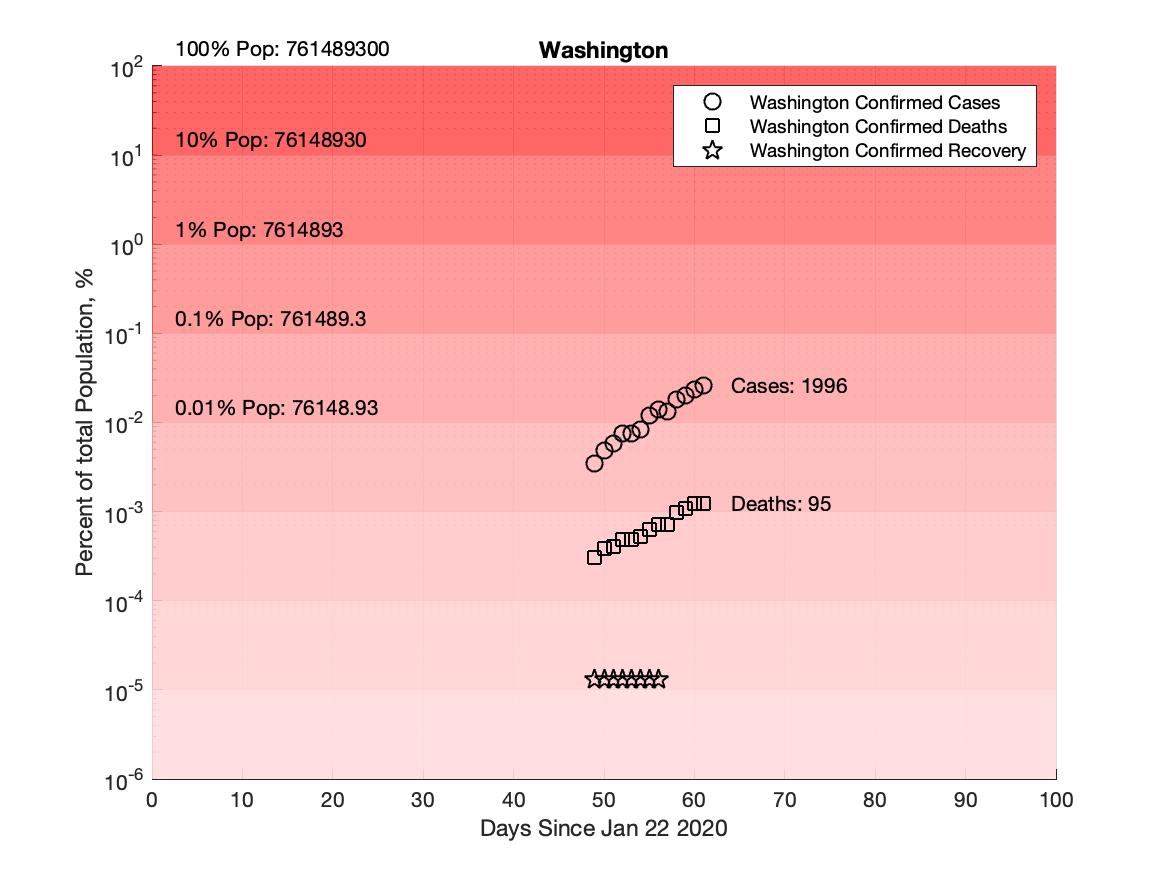 100% Pop: 761489300
Washington
10^2
10% Pop: 76148930
10^1
1% Pop: 7614893
10^0
0.1% Pop: 761489.3
10^-1
0.01% Pop: 76148.93
10^-2
10^-3
10^-4
10^-5
10^-6
Washington Confirmed Cases
Washington Confirmed Deaths
Washington Confirmed Recovery
Cases: 1996
Deaths: 95
Percent of total Population, %
0 10 20 30 40 50 60 70 80 90 100
Days Since Jan 22 2020